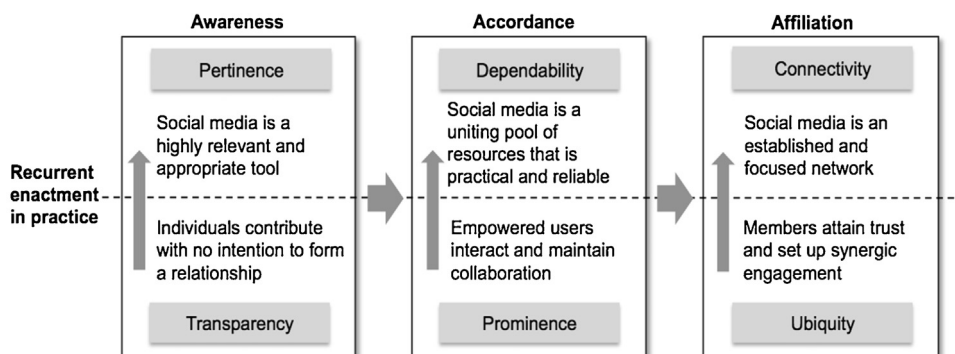 Awareness
Accordance
Affiliation
Recurrent
enactment
in practice
Pertinence
Social media is a
highly relevant and
appropriate tool
Individuals contribute
with no intention to form
a relationship
Transparency
Dependability
Social media is a
uniting pool of
resources that is
practical and reliable
Empowered users
interact and maintain
collaboration
Prominence
Connectivity
Social media is an
established and
focused network
Members attain trust
and set up synergic
engagement
Ubiquity